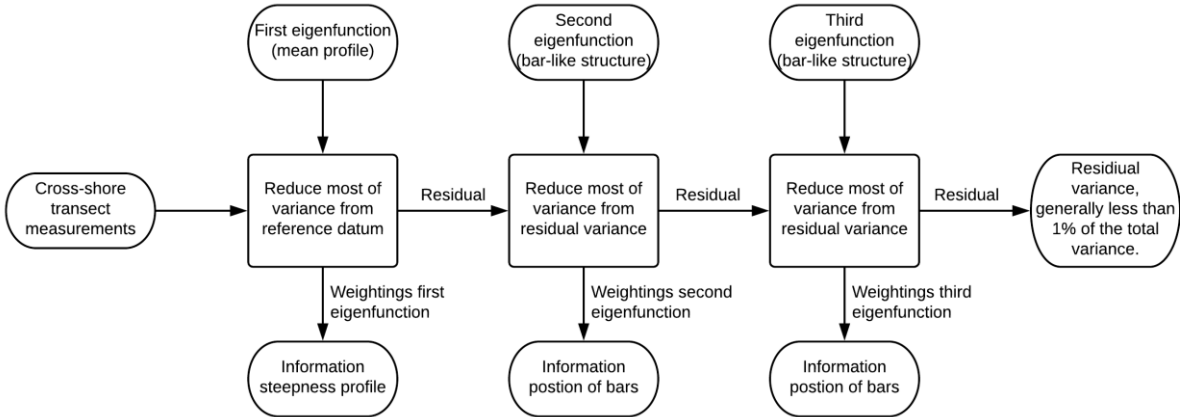 First eigenfunction
(mean profile)
Second
eigenfunction
(bar-like structure)
Third
eigenfunction
(bar-like structure)
Cross-shore
transect
measurements
Reduce most of
variance from
reference datum
Residual
Reduce most of
variance from
residual variance
Residual
Reduce most of
variance from
residual variance
Residual
Residiual
variance,
generally less than
1% of the total
variance.
Weightings first
eigenfunction
Weightings second
eigenfunction
Weightings third
eigenfunction
Information
steepness profile
Information
postion of bars
Information
postion of bars